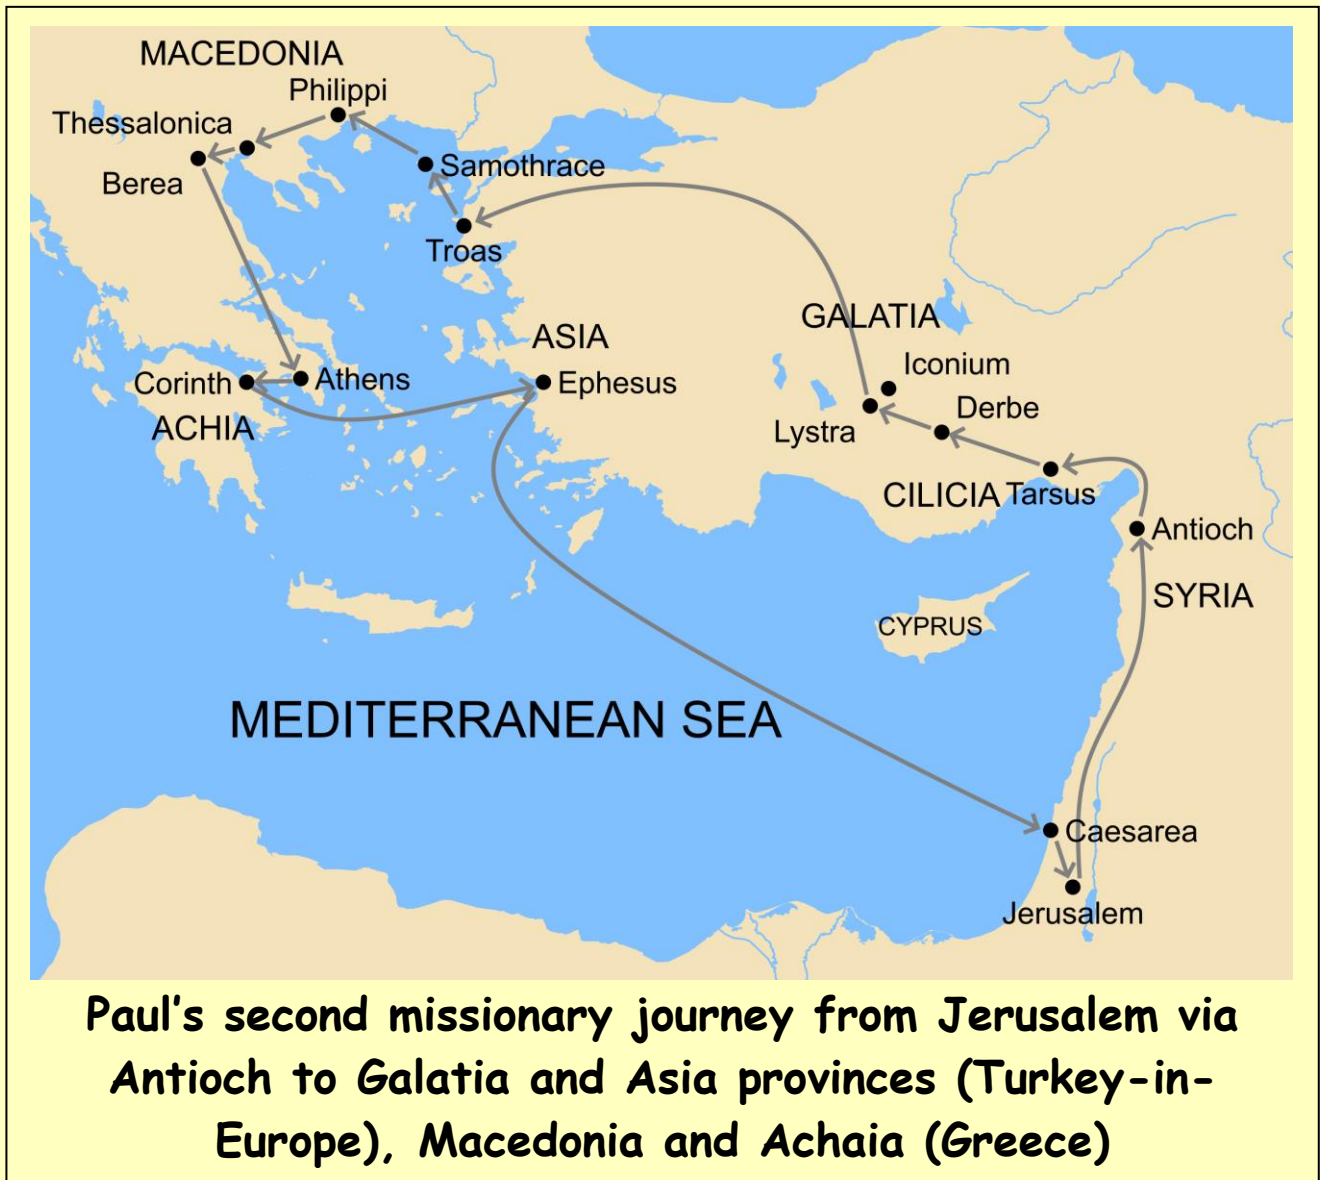 MACEDONIA
Philippi
Thessalonica
Samothrace
Berea
Troas
GALATIA
ASIA
Iconium
Corinth
Athens
Ephesus
Derbe
ACHIA
Lystra
CILICIA
Tarsus
Antioch
SYRIA
CYPRUS
MEDITERRANEAN SEA
Caesarea
Jerusalem
Paul's second missionary journey from Jerusalem via
Antioch to Galatia and Asia provinces (Turkey-in-
Europe), Macedonia and Achaia (Greece)